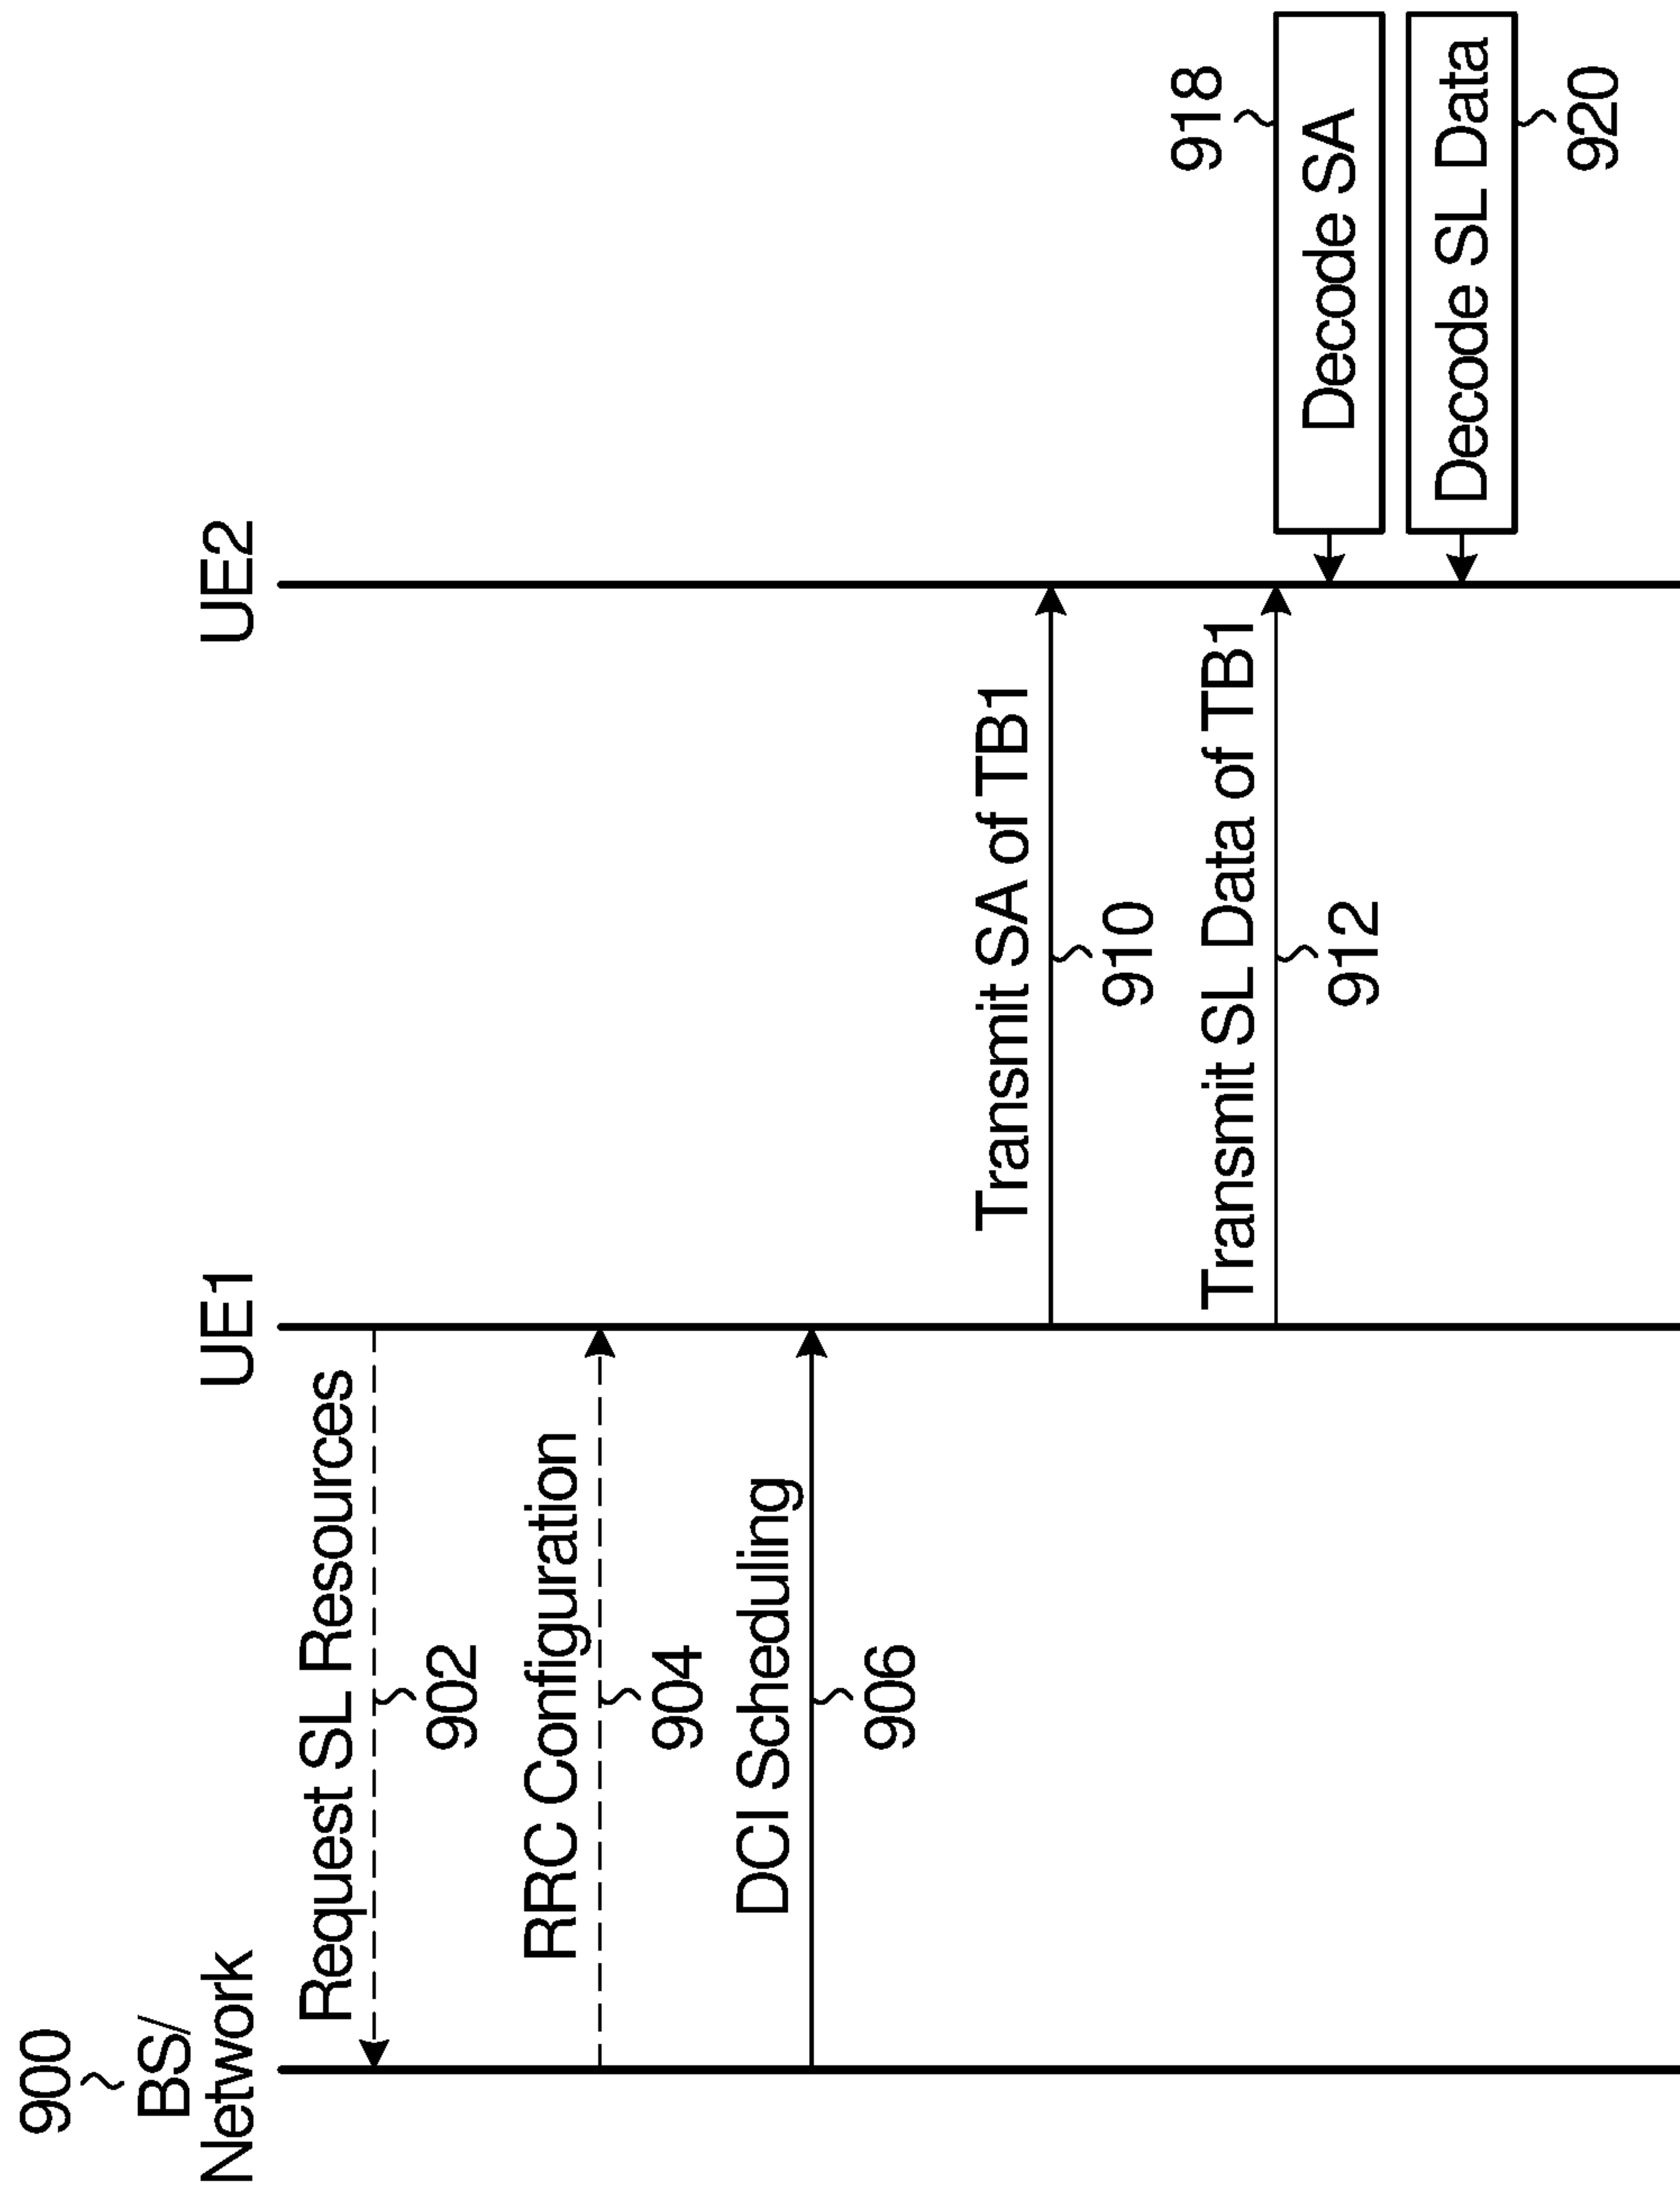 900
BS/
Network
UE1
UE2
Request SL Resources
902
RRC Configuration
904
DCI Scheduling
906
Transmit SA of TB1
910
Transmit SL Data of TB1
912
918
Decode SA
Decode SL Data
920